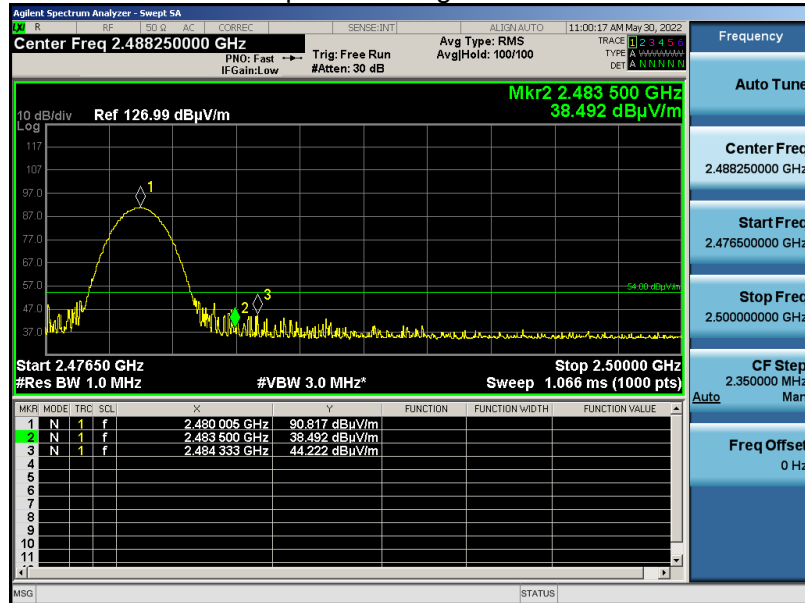 Agilent Spectrum Analyzer - Swept SA
LXI R RF 50 Ω AC CORREC SENSE:INT ALIGN AUTO 11:00:17 AM May 30, 2022
Center Freq 2.488250000 GHz
PNO: Fast
IFGain:Low
Trig: Free Run
#Atten: 30 dB
Avg Type: RMS
Avg|Hold: 100/100
TRACE 1 2 3 4 5 6
TYPE A WWWWW
DET A N N N N N
Mkr2 2.483 500 GHz
38.492 dBµV/m
10 dB/div Ref 126.99 dBµV/m
Log
117
107
97.0
87.0
77.0
67.0
57.0
47.0
37.0
1
2
3
54.00 dBµV/m
Start 2.47650 GHz Stop 2.50000 GHz
#Res BW 1.0 MHz #VBW 3.0 MHz* Sweep 1.066 ms (1000 pts)
MKR MODE TRC SCL X Y FUNCTION FUNCTION WIDTH FUNCTION VALUE
1 N 1 f 2.480 005 GHz 90.817 dBµV/m
2 N 1 f 2.483 500 GHz 38.492 dBµV/m
3 N 1 f 2.484 333 GHz 44.222 dBµV/m
4
5
6
7
8
9
10
11
MSG STATUS
Frequency
Auto Tune
Center Freq
2.488250000 GHz
Start Freq
2.476500000 GHz
Stop Freq
2.500000000 GHz
CF Step
2.350000 MHz
Auto Man
Freq Offset
0 Hz